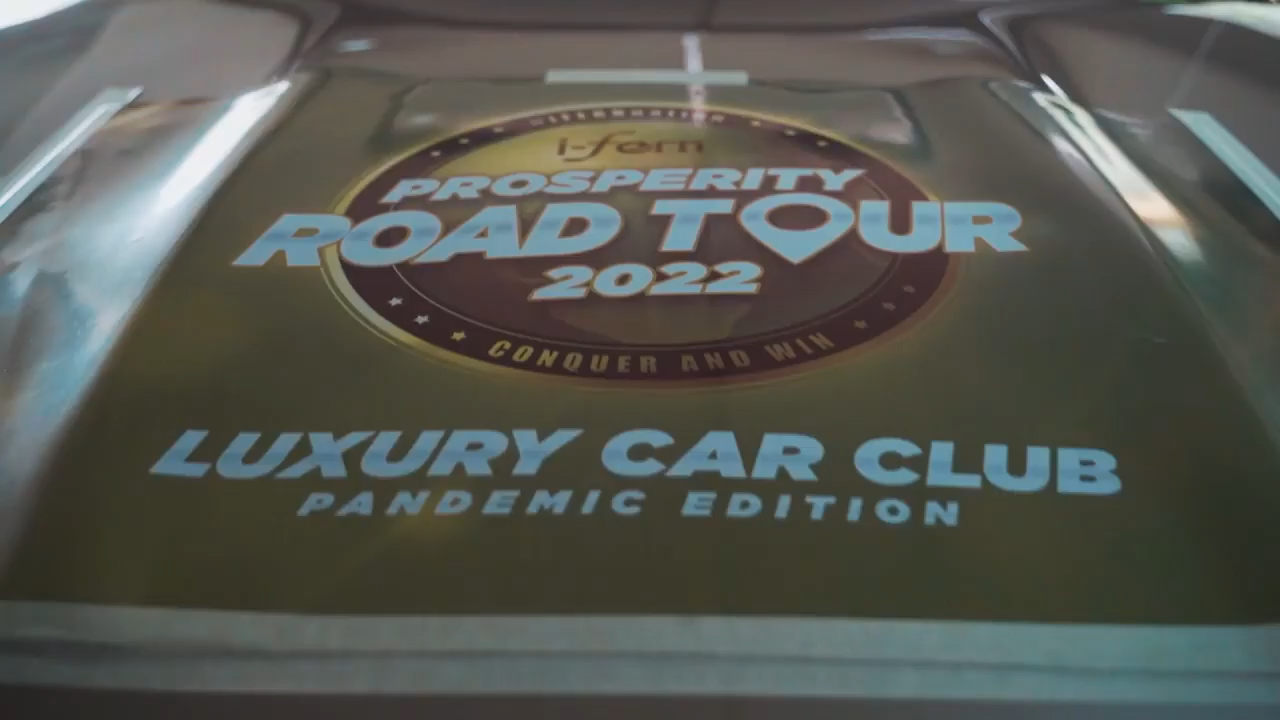 I-fern
PROSPERITY
ROAD TOUR
2022
CONQUER AND WIN
LUXURY CAR CLUB
PANDEMIC EDITION